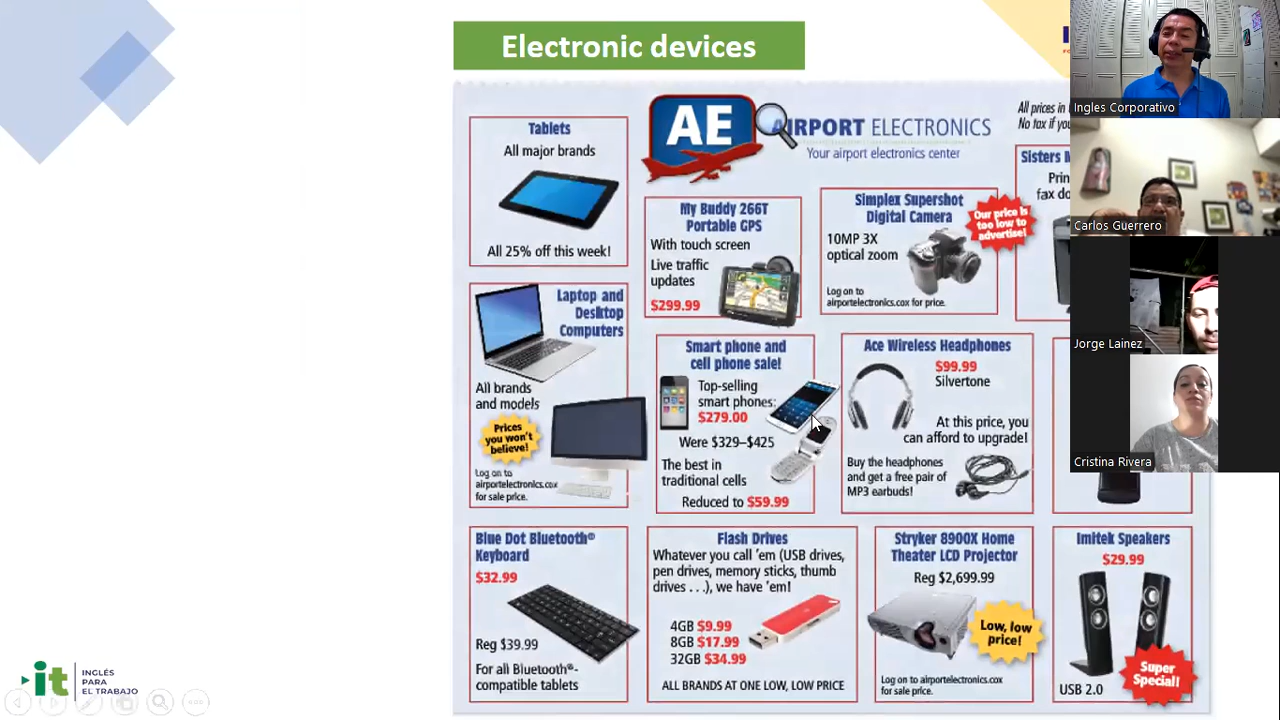 Electronic devices
AE
AIRPORT ELECTRONICS
Your airport electronics center
All prices in
No tax if you
Tablets
All major brands
All 25% off this week!
My Buddy 266T
Portable GPS
With touch screen
Live traffic
updates
$299.99
Simplex Supershot
Digital Camera
10MP 3X
optical zoom
Our price is
too low to
advertise!
Log on to
airportelectronics.cox for price.
Sisters
Laptop and
Desktop
Computers
All brands
and models
Prices
you won't
believe!
Log on to
airportelectronics.cox
for sale price.
Smart phone and
cell phone sale!
Top-selling
smart phones:
$279.00
Were $329–$425
The best in
traditional cells
Reduced to $59.99
Ace Wireless Headphones
$99.99
Silvertone
At this price, you
can afford to upgrade!
Buy the headphones
and get a free pair of
MP3 earbuds!
Blue Dot Bluetooth®
Keyboard
$32.99
Reg $39.99
For all Bluetooth®-
compatible tablets
Flash Drives
Whatever you call 'em (USB drives,
pen drives, memory sticks, thumb
drives . . .), we have 'em!
4GB $9.99
8GB $17.99
32GB $34.99
ALL BRANDS AT ONE LOW, LOW PRICE
Stryker 8900X Home
Theater LCD Projector
Reg $2,699.99
Low, low
price!
Log on to airportelectronics.cox
for sale price.
Imitek Speakers
$29.99
USB 2.0
Super
Special!
Ingles Corporativo
Carlos Guerrero
Jorge Lainez
Cristina Rivera
it
INGLÉS
PARA
EL TRABAJO